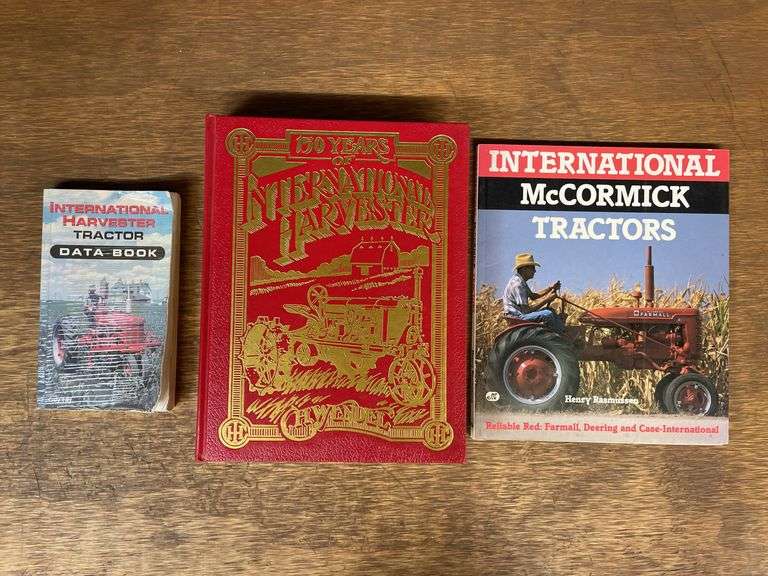 INTERNATIONAL
HARVESTER
TRACTOR
DATA BOOK
150 YEARS
OF
INTERNATIONAL
HARVESTER
C.H. WENDEL
INTERNATIONAL
McCORMICK
TRACTORS
FARMALL
Henry Rasmussen
Reliable Red: Farmall, Deering and Case-International